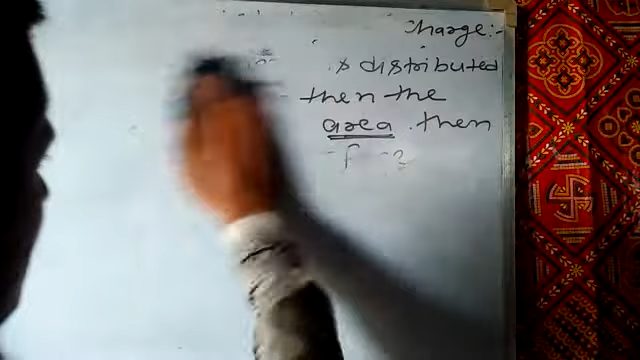 Charge:-
is distributed
then the
area. then